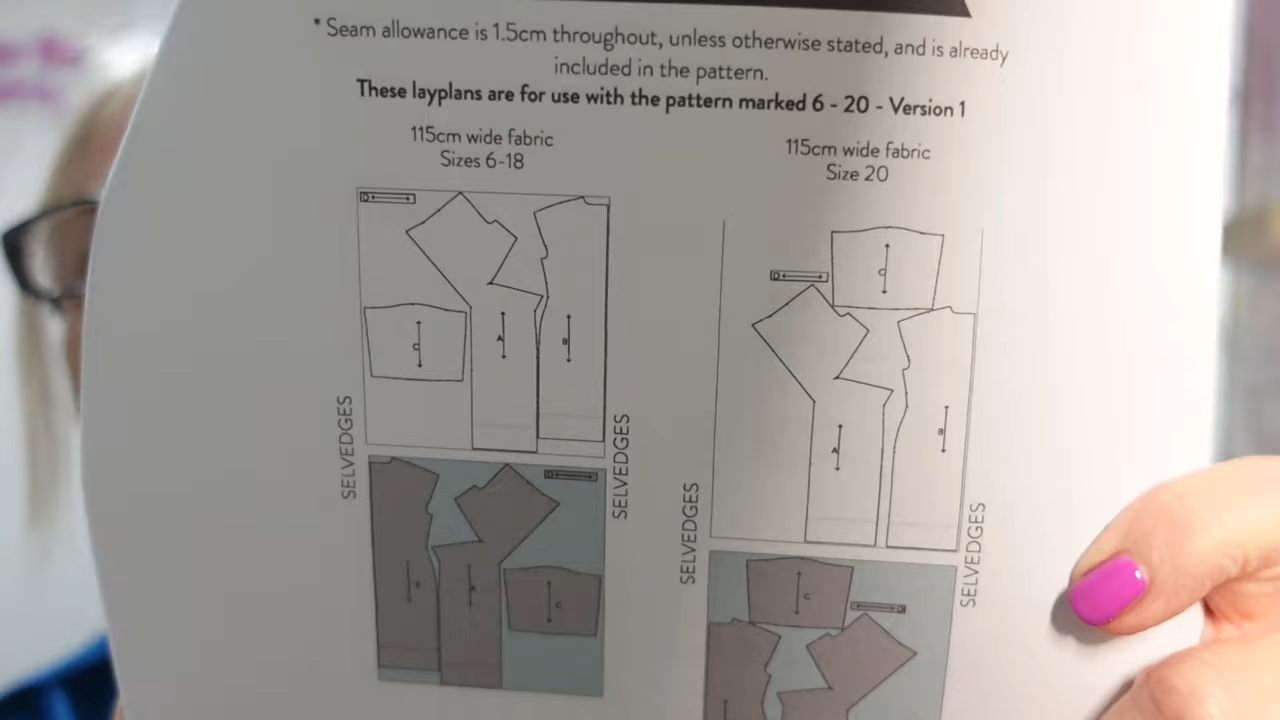 * Seam allowance is 1.5cm throughout, unless otherwise stated, and is already
included in the pattern.
These layplans are for use with the pattern marked 6 - 20 - Version 1
115cm wide fabric
Sizes 6-18
115cm wide fabric
Size 20
D
C
A
B
SELVEDGES
SELVEDGES
D
A
C
D
C
A
B
SELVEDGES
SELVEDGES
C
D